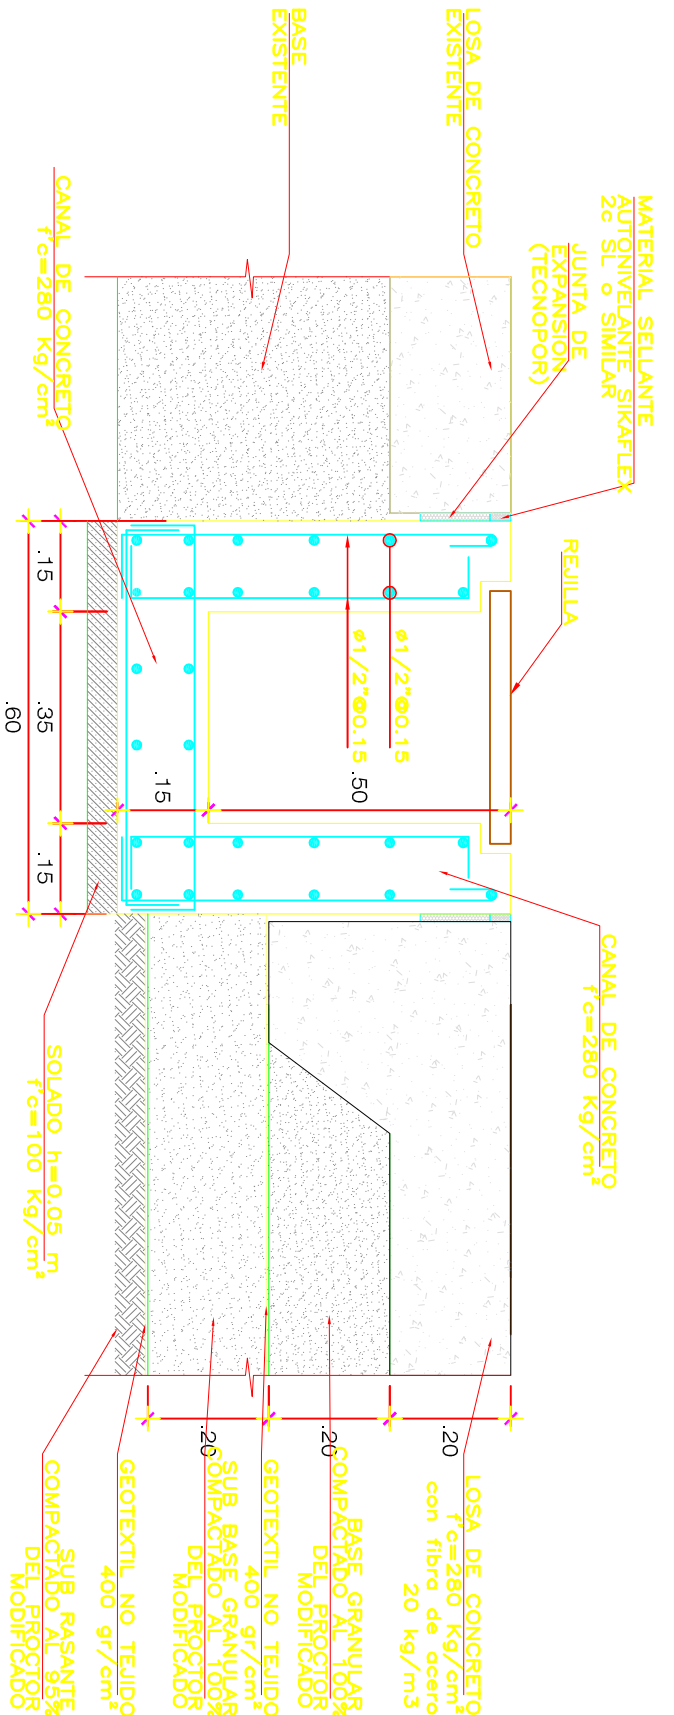 MATERIAL SELLANTE
AUTONIVELANTE SIKAFLEX
2c SL o SIMILAR
JUNTA DE
EXPANSION
(TECNOPOR)
LOSA DE CONCRETO
EXISTENTE
BASE
EXISTENTE
CANAL DE CONCRETO
f'c=280 Kg/cm²
REJILLA
ø1/2"@0.15
ø1/2"@0.15
.50
.15
.15
.35
.15
.60
CANAL DE CONCRETO
f'c=280 Kg/cm²
SOLADO h=0.05 m
f'c=100 Kg/cm²
.20
.20
.20
LOSA DE CONCRETO
f'c=280 Kg/cm²
con fibra de acero
20 kg/m3
BASE GRANULAR
COMPACTADO AL 100%
DEL PROCTOR
MODIFICADO
GEOTEXTIL NO TEJIDO
400 gr/cm²
SUB BASE GRANULAR
COMPACTADO AL 100%
DEL PROCTOR
MODIFICADO
GEOTEXTIL NO TEJIDO
400 gr/cm²
SUB RASANTE
COMPACTADO AL 95%
DEL PROCTOR
MODIFICADO